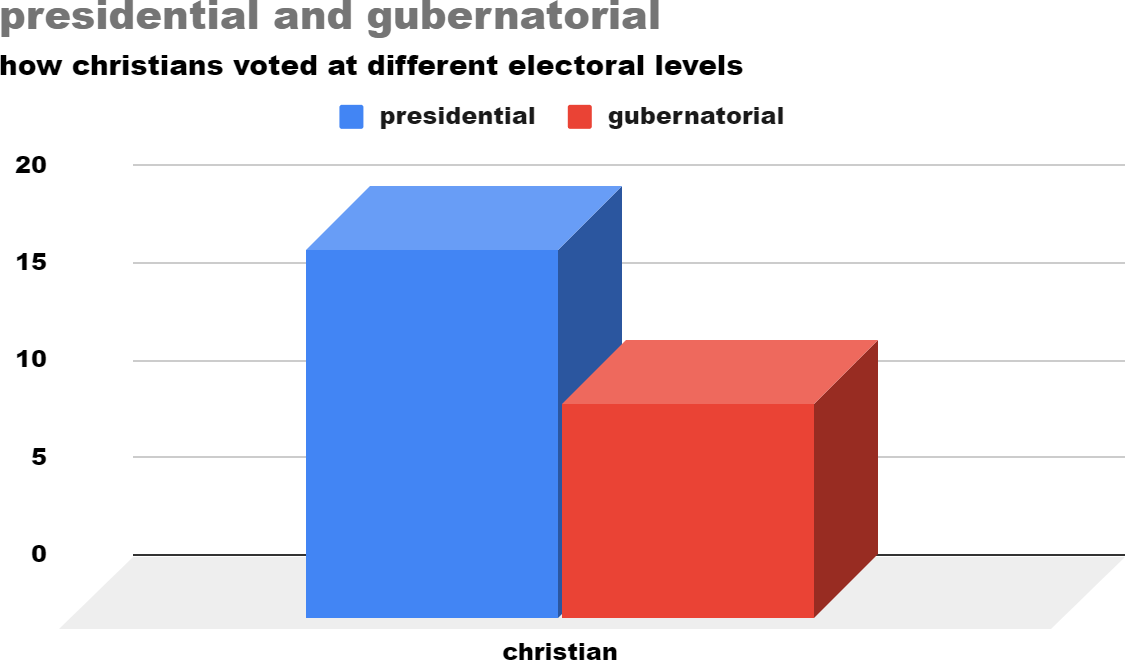 presidential and gubernatorial
how christians voted at different electoral levels
presidential gubernatorial
20
15
10
5
0
christian